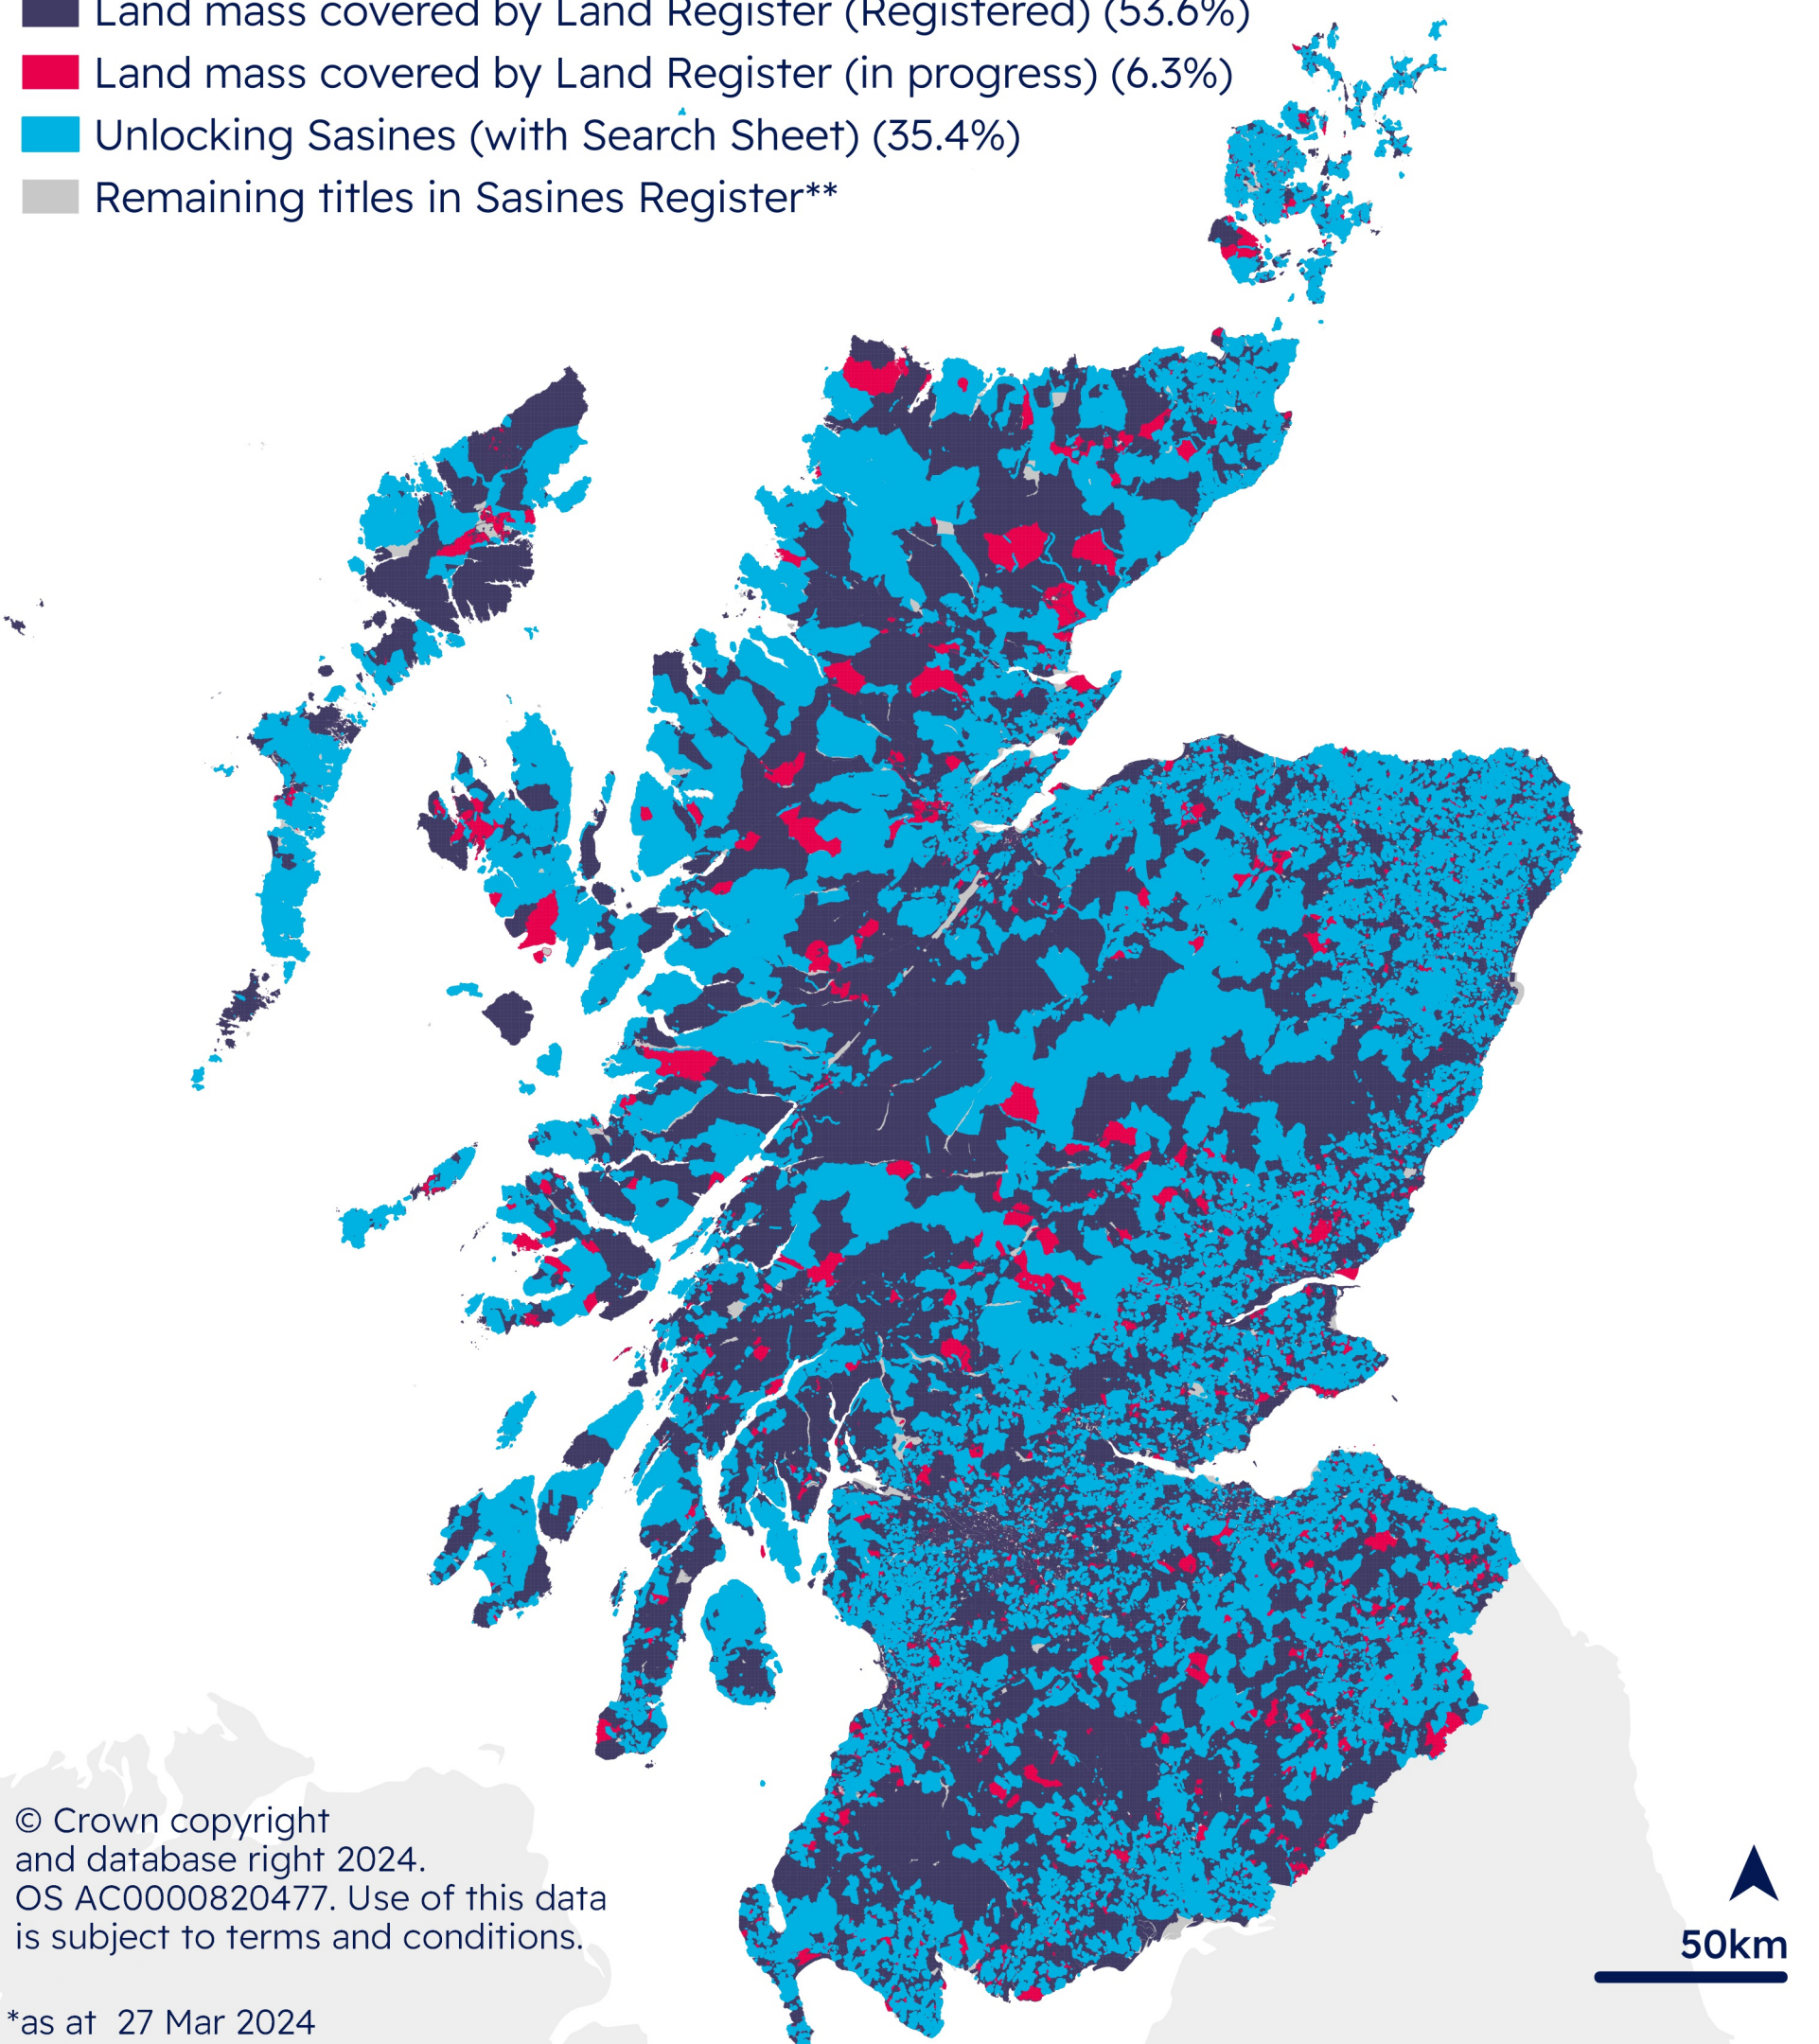 Land mass covered by Land Register (Registered) (53.6%)
Land mass covered by Land Register (in progress) (6.3%)
Unlocking Sasines (with Search Sheet) (35.4%)
Remaining titles in Sasines Register**
© Crown copyright
and database right 2024.
OS AC0000820477. Use of this data
is subject to terms and conditions.
50km
*as at 27 Mar 2024